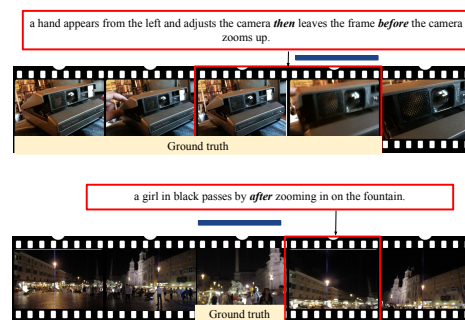 a hand appears from the left and adjusts the camera then leaves the frame before the camera
zooms up.
Ground truth
a girl in black passes by after zooming in on the fountain.
Ground truth